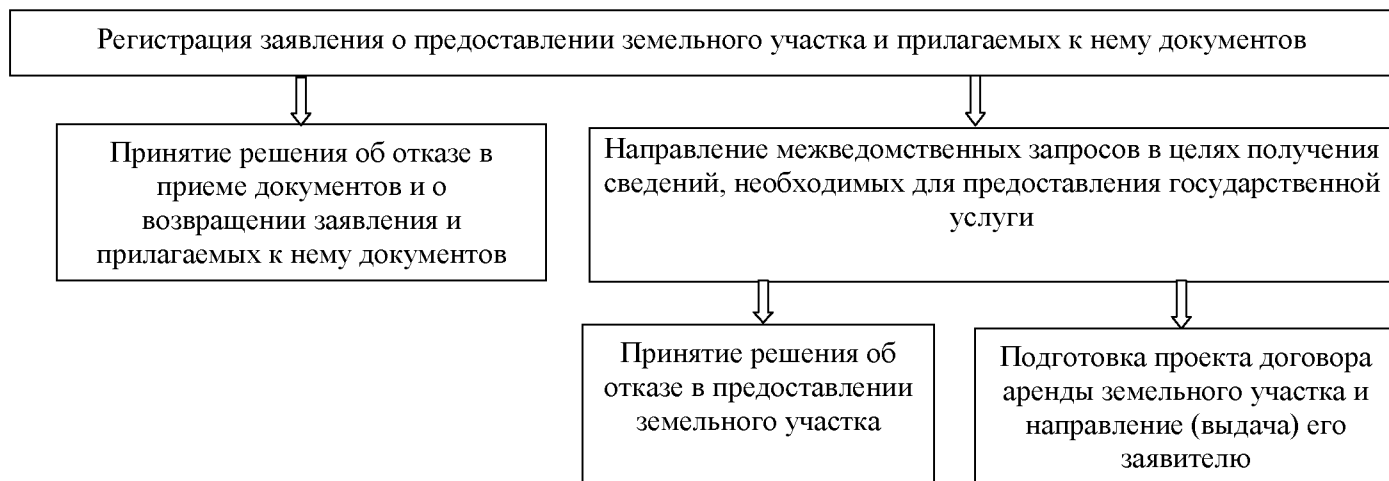 Регистрация заявления о предоставлении земельного участка и прилагаемых к нему документов
Принятие решения об отказе в
приеме документов и о
возвращении заявления и
прилагаемых к нему документов
Направление межведомственных запросов в целях получения
сведений, необходимых для предоставления государственной
услуги
Принятие решения об
отказе в предоставлении
земельного участка
Подготовка проекта договора
аренды земельного участка и
направление (выдача) его
заявителю